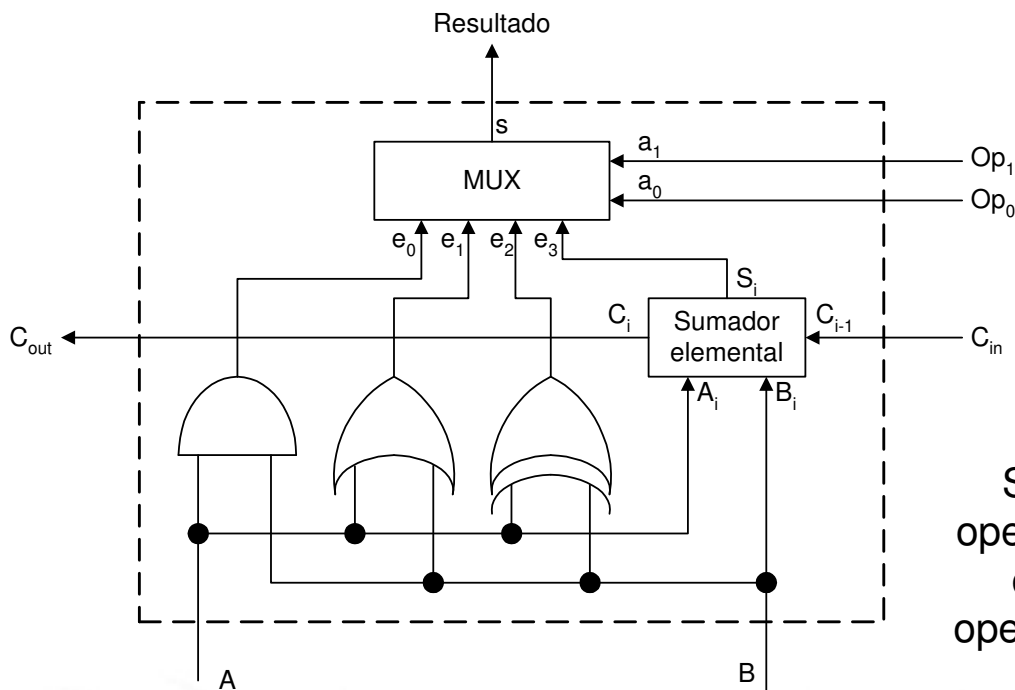 Resultado
s
MUX
a1
Op1
a0
Op0
e0 e1 e2 e3
Si
Cout
Ci
Sumador
elemental
Ci-1
Cin
Ai
Bi
A
B